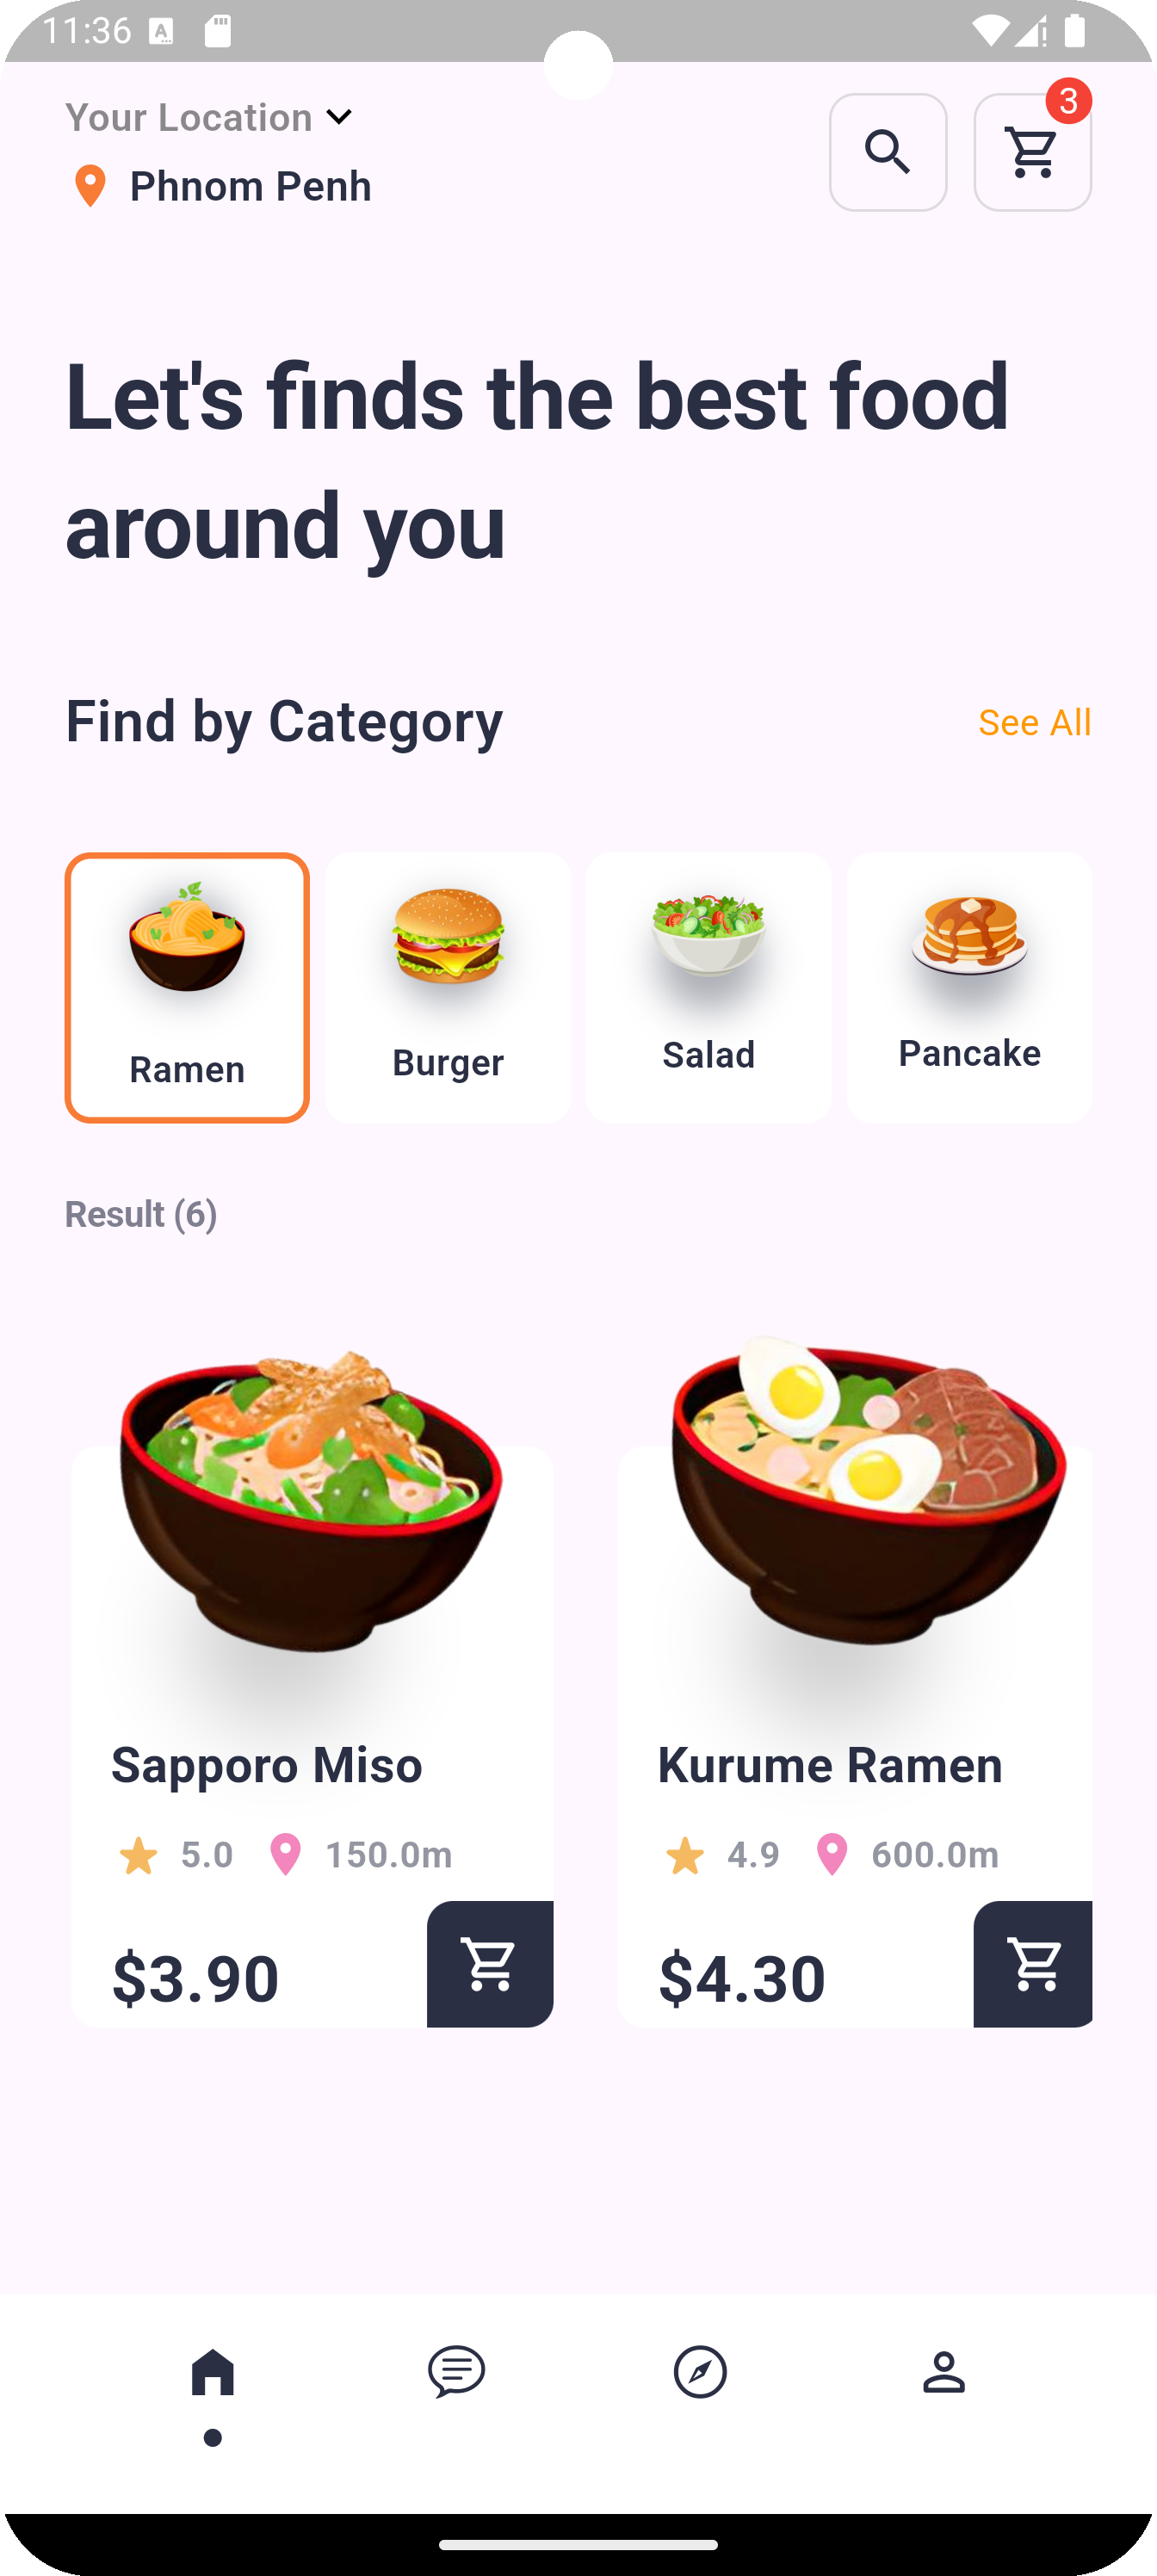 11:36
Your Location
3
Phnom Penh
Let's finds the best food
around you
Find by Category
See All
Ramen
Burger
Salad
Pancake
Result (6)
Sapporo Miso
Kurume Ramen
5.0
150.0m
4.9
600.0m
$3.90
$4.30